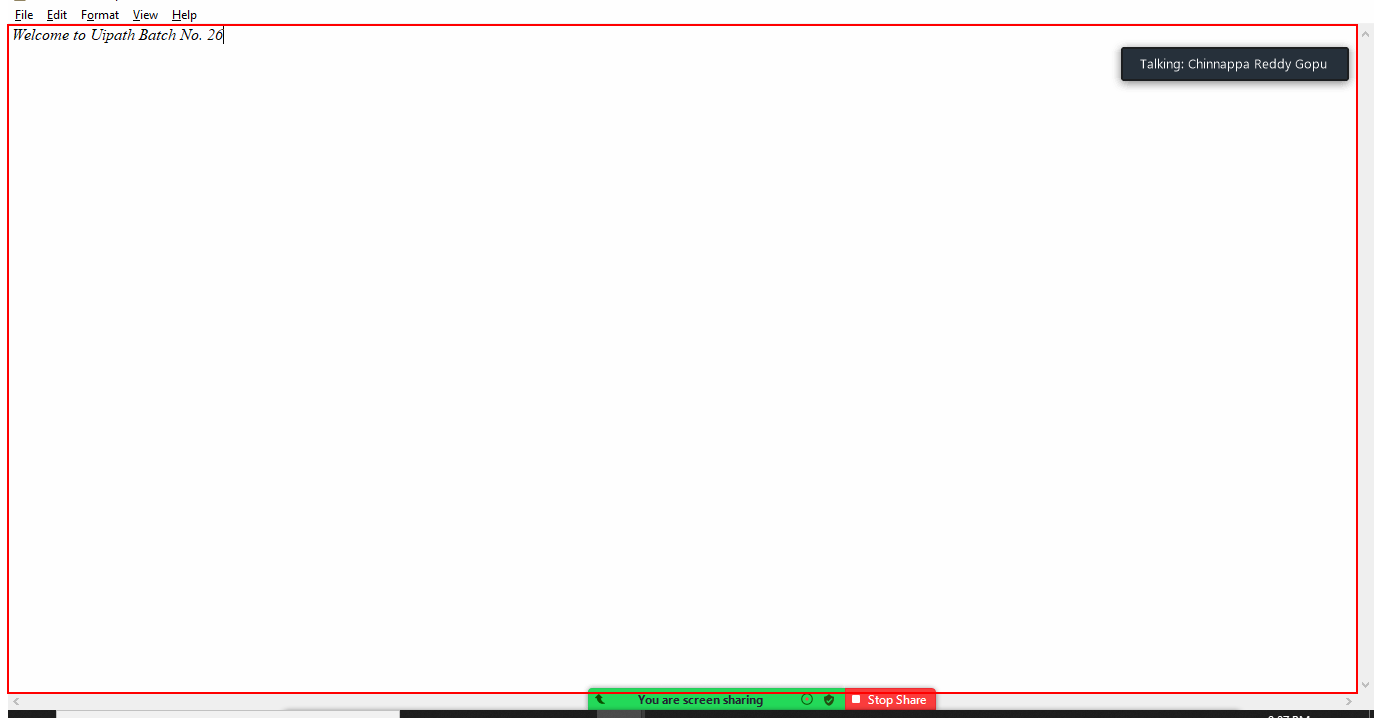 File Edit Format View Help
Welcome to Uipath Batch No. 26
Talking: Chinnappa Reddy Gopu
You are screen sharing Stop Share